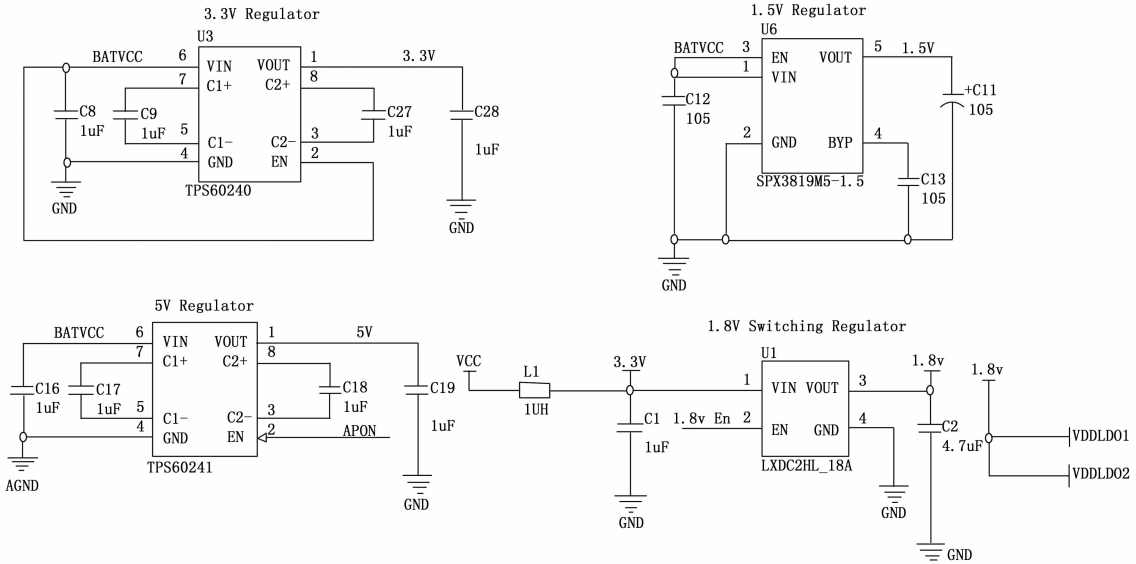 3.3V Regulator
U3
BATVCC 6 VIN VOUT 1 3.3V
7 C1+ C2+ 8
C8 1uF
C9 1uF
C27 1uF
C28 1uF
5 C1- C2- 3
4 GND EN 2
TPS60240
GND
GND
1.5V Regulator
U6
BATVCC 3 EN VOUT 5 1.5V
1 VIN
C12 105
+C11 105
2 GND BYP 4
SPX3819M5-1.5
C13 105
GND
5V Regulator
BATVCC 6 VIN VOUT 1 5V
7 C1+ C2+ 8
C16 1uF
C17 1uF
C18 1uF
C19 1uF
5 C1- C2- 3
4 GND EN 2 APON
TPS60241
AGND
GND
1.8V Switching Regulator
U1
VCC
L1
1UH
3.3V
1 VIN VOUT 3
1.8v
1.8v
C1 1uF
1.8v En 2 EN GND 4
C2 4.7uF
LXDC2HL_18A
VDDLDO1
VDDLDO2
GND
GND
GND